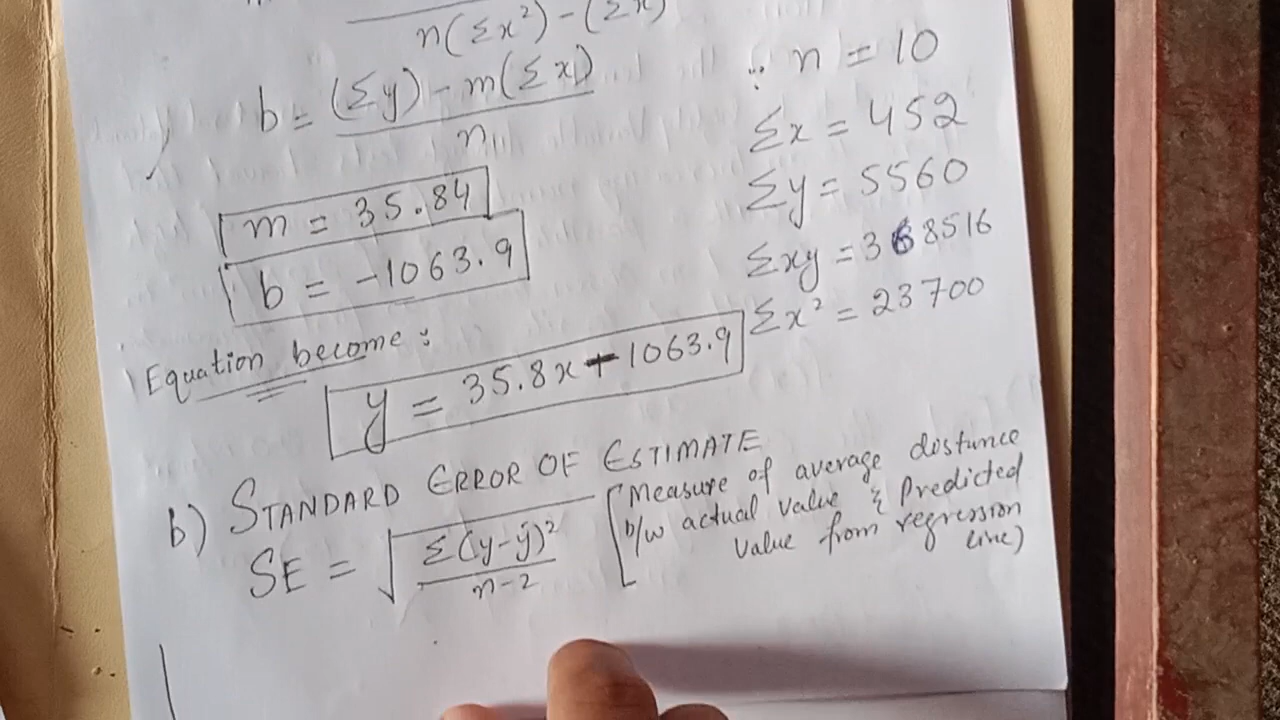 n(Σx²)-(Σx)
b = (Σy) - m(Σx)
n
m = 35.84
b = -1063.9
∵ n = 10
Σx = 452
Σy = 5560
Σxy = 368516
Σx² = 23700
Equation become :
y = 35.8x + 1063.9
b) STANDARD ERROR OF ESTIMATE
SE = √Σ(y-ŷ)²
n-2
[Measure of average distance
b/w actual value & Predicted
value from regression
line)